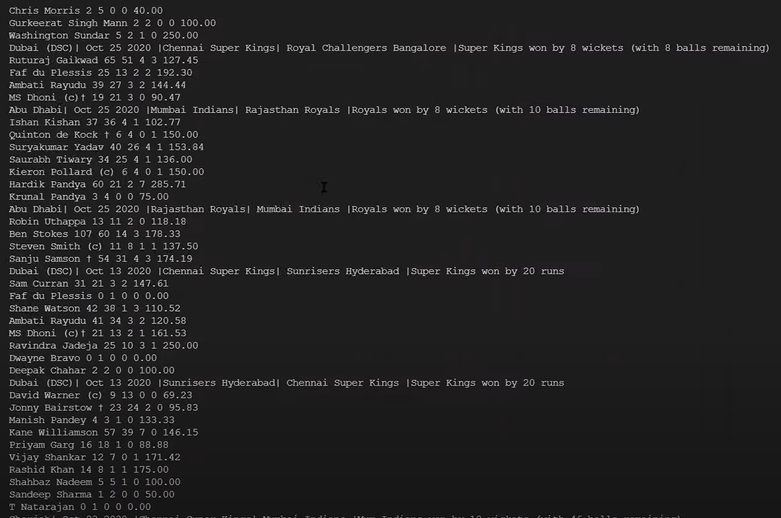 Chris Morris 2 5 0 0 40.00
Gurkeerat Singh Mann 2 2 0 0 100.00
Washington Sundar 5 2 1 0 250.00
Dubai (DSC)| Oct 25 2020 |Chennai Super Kings| Royal Challengers Bangalore |Super Kings won by 8 wickets (with 8 balls remaining)
Ruturaj Gaikwad 65 51 4 3 127.45
Faf du Plessis 25 13 2 2 192.30
Ambati Rayudu 39 27 3 2 144.44
MS Dhoni (c)† 19 21 3 0 90.47
Abu Dhabi| Oct 25 2020 |Mumbai Indians| Rajasthan Royals |Royals won by 8 wickets (with 10 balls remaining)
Ishan Kishan 37 36 4 1 102.77
Quinton de Kock † 6 4 0 1 150.00
Suryakumar Yadav 40 26 4 1 153.84
Saurabh Tiwary 34 25 4 1 136.00
Kieron Pollard (c) 6 4 0 1 150.00
Hardik Pandya 60 21 2 7 285.71
Krunal Pandya 3 4 0 0 75.00
Abu Dhabi| Oct 25 2020 |Rajasthan Royals| Mumbai Indians |Royals won by 8 wickets (with 10 balls remaining)
Robin Uthappa 13 11 2 0 118.18
Ben Stokes 107 60 14 3 178.33
Steven Smith (c) 11 8 1 1 137.50
Sanju Samson † 54 31 4 3 174.19
Dubai (DSC)| Oct 13 2020 |Chennai Super Kings| Sunrisers Hyderabad |Super Kings won by 20 runs
Sam Curran 31 21 3 2 147.61
Faf du Plessis 0 1 0 0 0.00
Shane Watson 42 38 1 3 110.52
Ambati Rayudu 41 34 3 2 120.58
MS Dhoni (c)† 21 13 2 1 161.53
Ravindra Jadeja 25 10 3 1 250.00
Dwayne Bravo 0 1 0 0 0.00
Deepak Chahar 2 2 0 0 100.00
Dubai (DSC)| Oct 13 2020 |Sunrisers Hyderabad| Chennai Super Kings |Super Kings won by 20 runs
David Warner (c) 9 13 0 0 69.23
Jonny Bairstow † 23 24 2 0 95.83
Manish Pandey 4 3 1 0 133.33
Kane Williamson 57 39 7 0 146.15
Priyam Garg 16 18 1 0 88.88
Vijay Shankar 12 7 0 1 171.42
Rashid Khan 14 8 1 1 175.00
Shahbaz Nadeem 5 5 1 0 100.00
Sandeep Sharma 1 2 0 0 50.00
T Natarajan 0 1 0 0 0.00